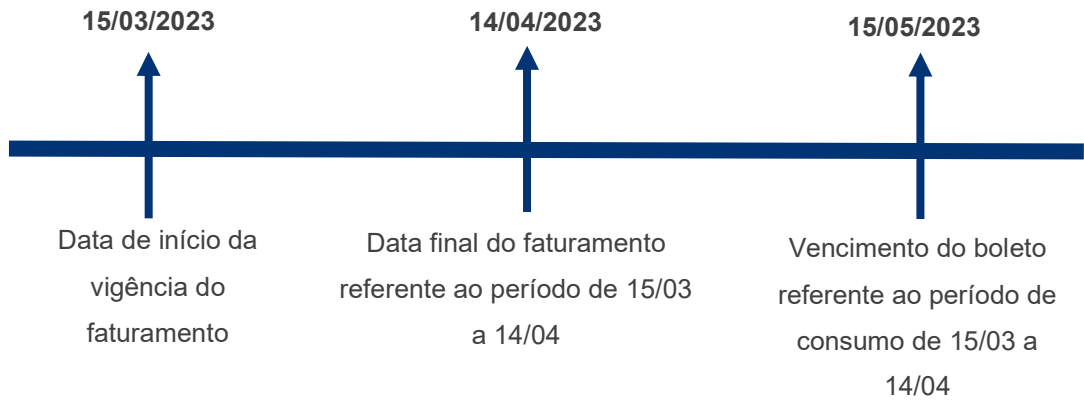 15/03/2023
14/04/2023
15/05/2023
Data de início da
vigência do
faturamento
Data final do faturamento
referente ao período de 15/03
a 14/04
Vencimento do boleto
referente ao período de
consumo de 15/03 a
14/04